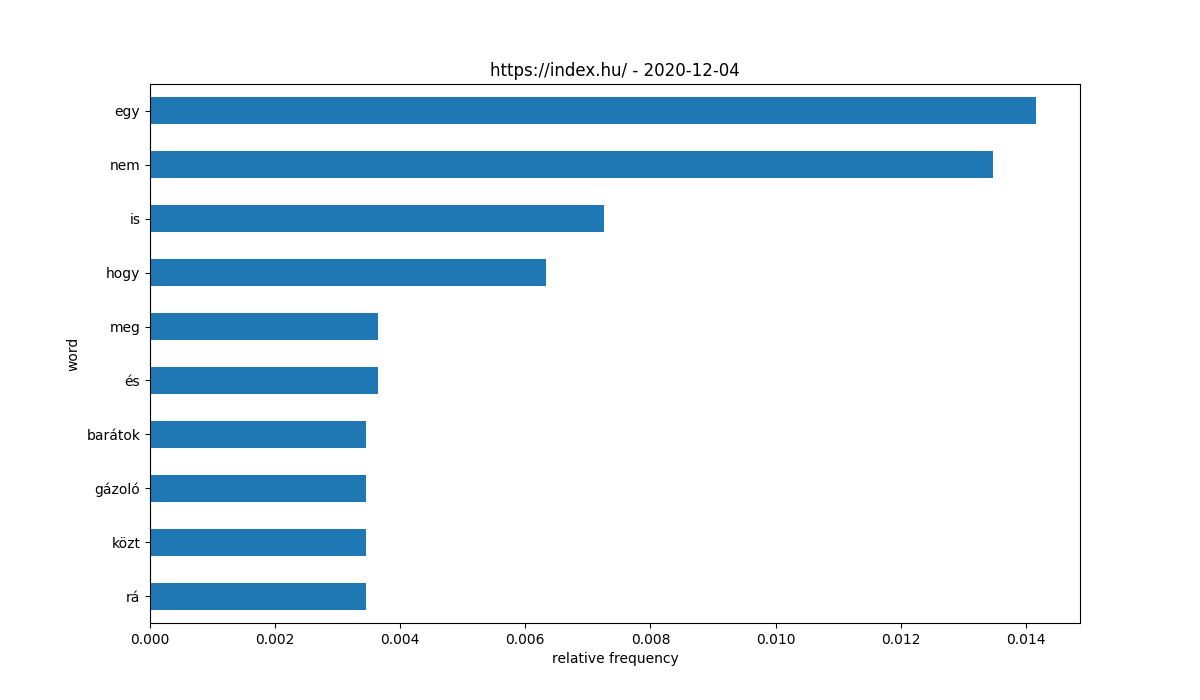 https://index.hu/ - 2020-12-04
egy
nem
is
hogy
meg
és
barátok
gázoló
közt
rá
word
0.000 0.002 0.004 0.006 0.008 0.010 0.012 0.014
relative frequency